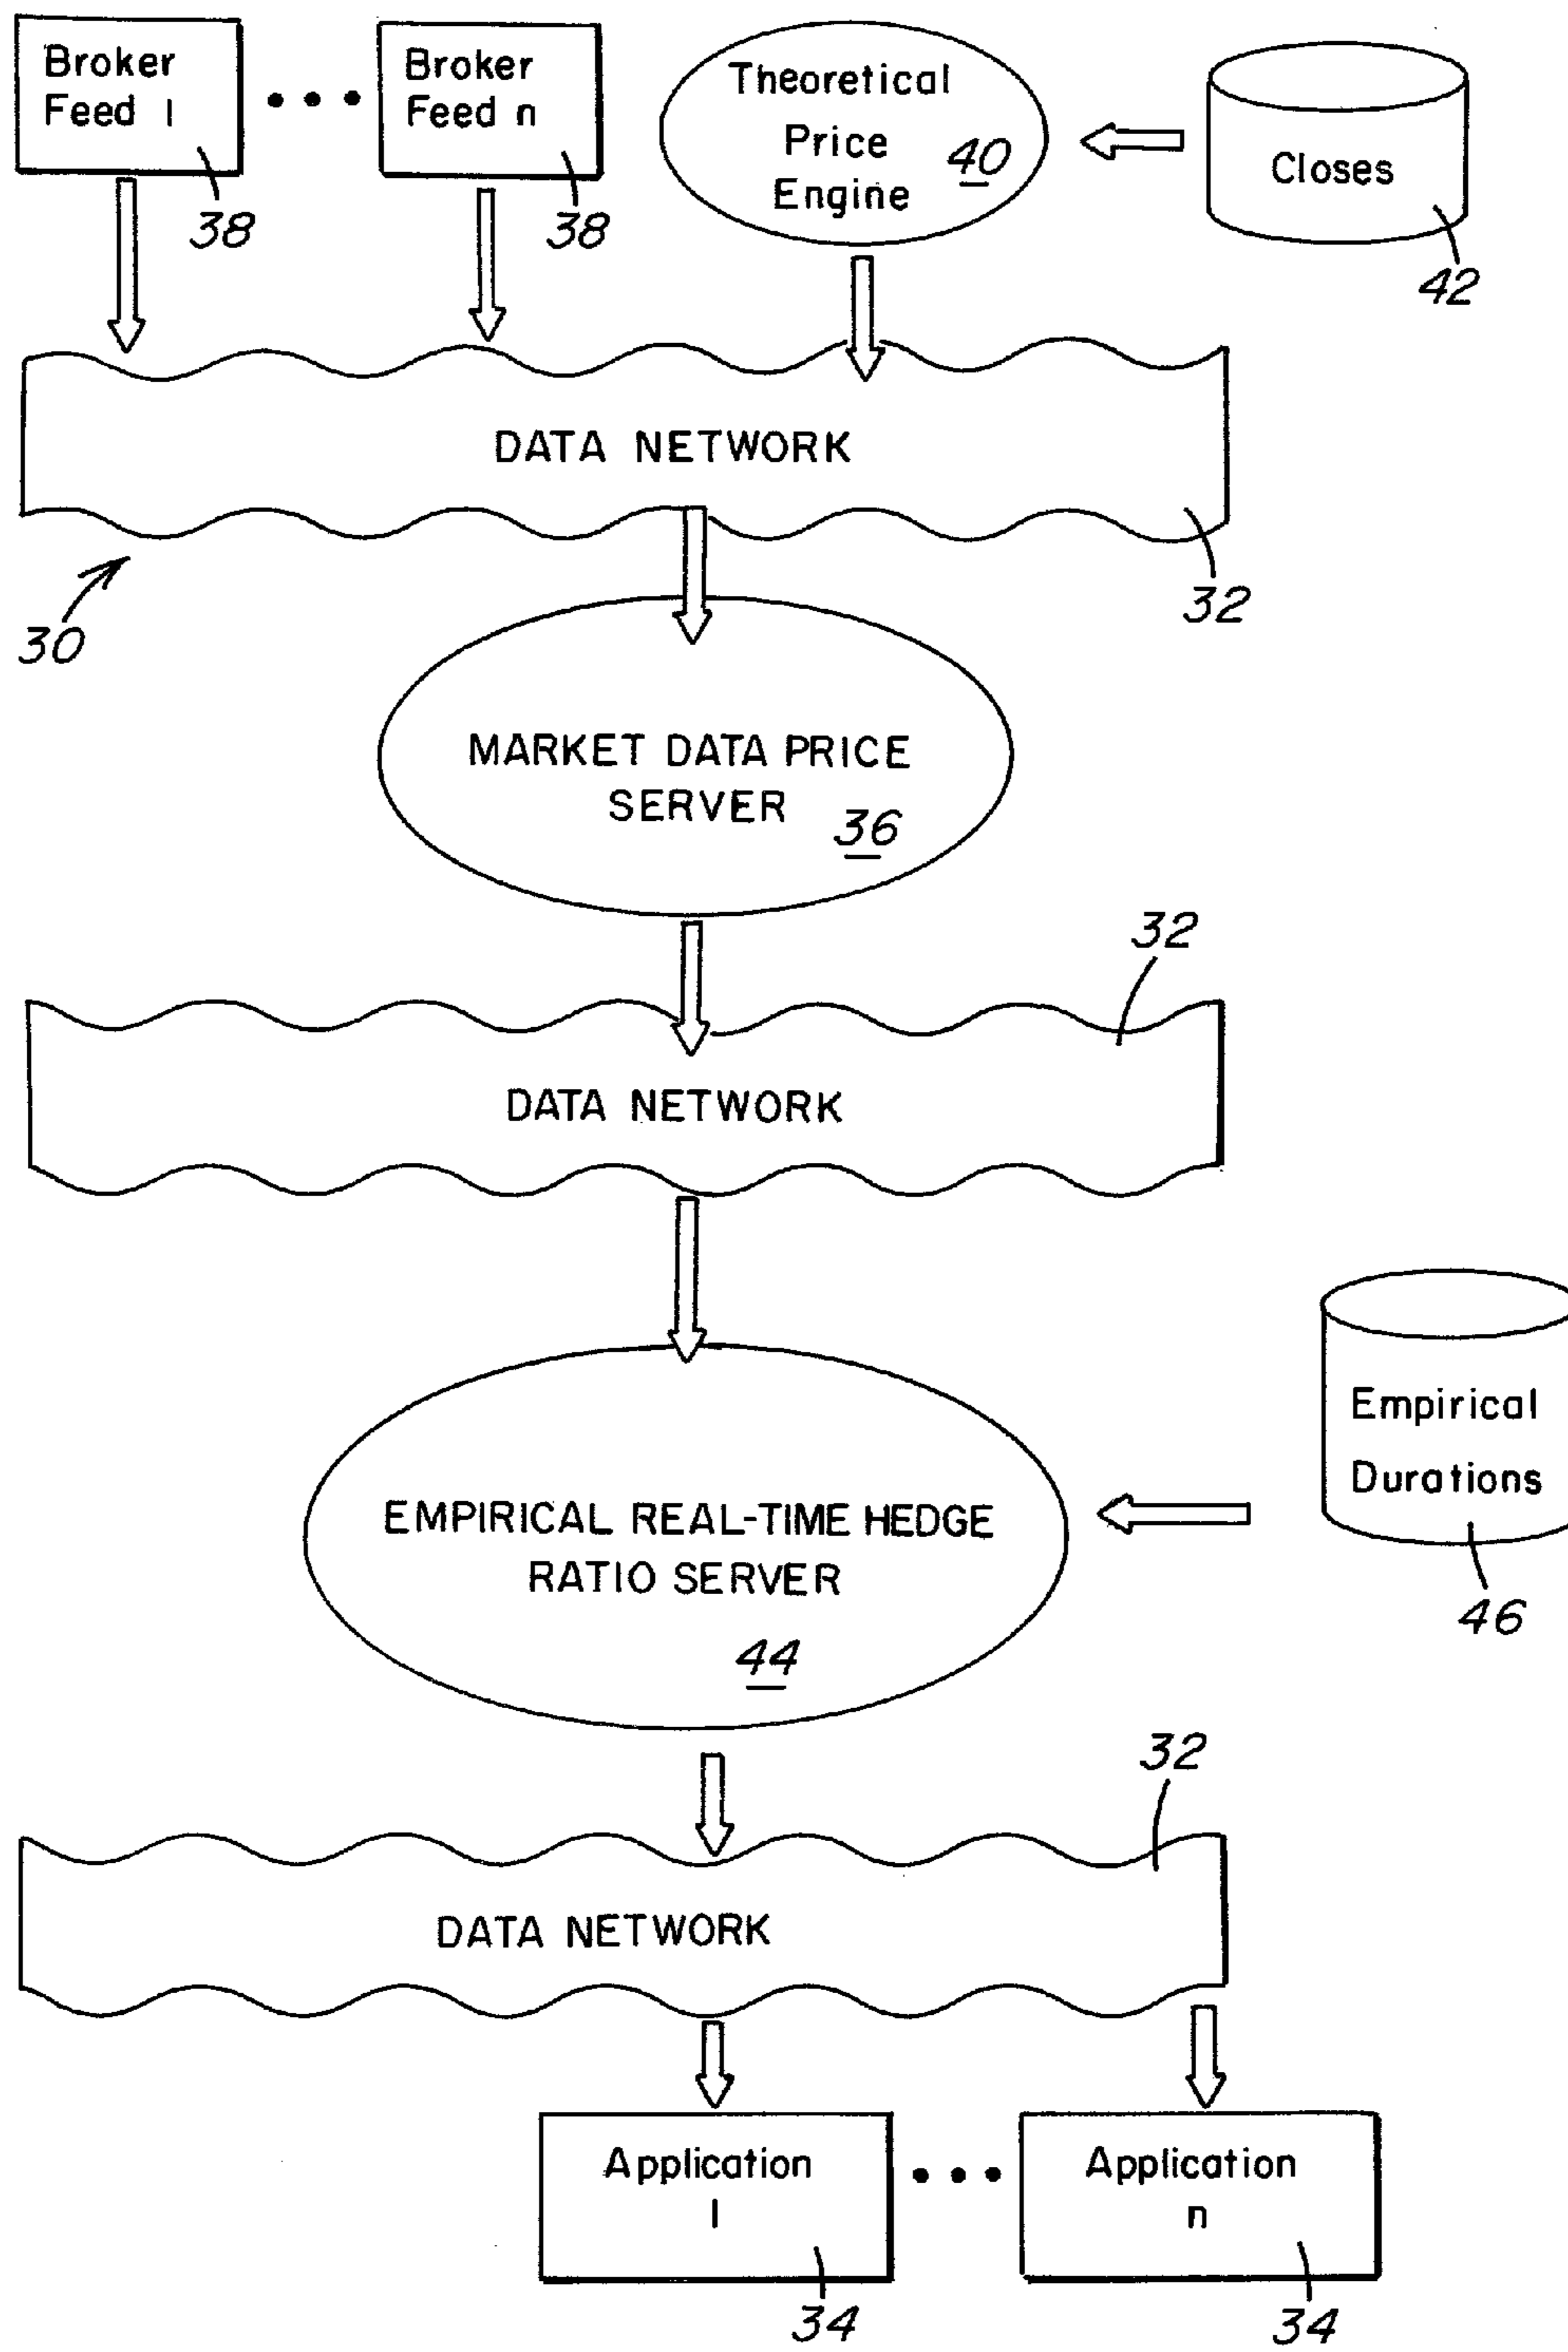 Broker
Feed 1
Broker
Feed n
Theoretical
Price
Engine
40
Closes
38
38
42
DATA NETWORK
32
30
MARKET DATA PRICE
SERVER
36
32
DATA NETWORK
Empirical
Durations
EMPIRICAL REAL-TIME HEDGE
RATIO SERVER
46
44
32
DATA NETWORK
Application
1
Application
n
34
34